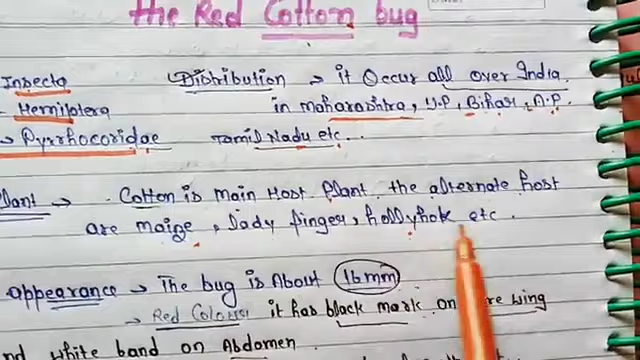 the Red Cotton bug
Insecta Distribution → it Occur all over India.
- Hemiptera in maharashtra, U.P, Bihar, A.P.
→ Pyrrhocoridae Tamil Nadu etc...
Plant → . Cotton is main Host Plant the alternate host
are maize, lady finger, hollyhok etc.
appearance → The bug is About 16mm
→ Red Colour it has black mark on wing
nd white band on Abdomen